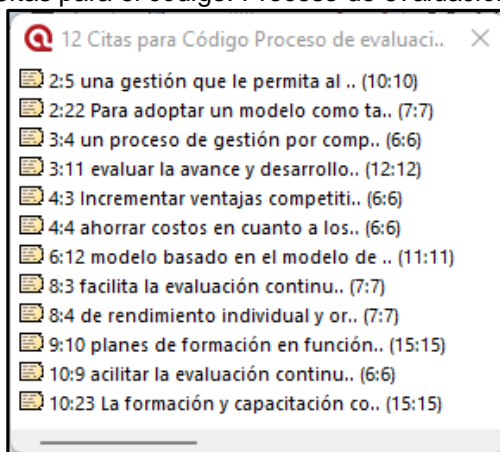 12 Citas para Código Proceso de evaluaci..
2:5 una gestión que le permita al .. (10:10)
2:22 Para adoptar un modelo como ta.. (7:7)
3:4 un proceso de gestión por comp.. (6:6)
3:11 evaluar la avance y desarrollo.. (12:12)
4:3 Incrementar ventajas competiti.. (6:6)
4:4 ahorrar costos en cuanto a los.. (6:6)
6:12 modelo basado en el modelo de .. (11:11)
8:3 facilita la evaluación continu.. (7:7)
8:4 de rendimiento individual y or.. (7:7)
9:10 planes de formación en función.. (15:15)
10:9 acilitar la evaluación continu.. (6:6)
10:23 La formación y capacitación co.. (15:15)